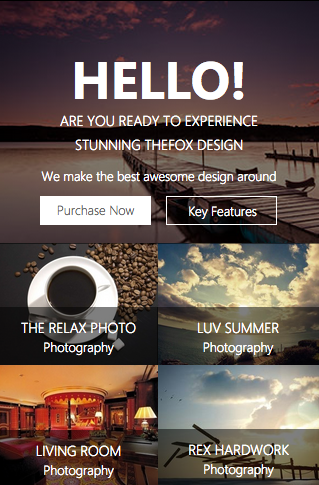 HELLO!
ARE YOU READY TO EXPERIENCE
STUNNING THEFOX DESIGN
We make the best awesome design around
Purchase Now
Key Features
THE RELAX PHOTO
Photography
LUV SUMMER
Photography
LIVING ROOM
Photography
REX HARDWORK
Photography